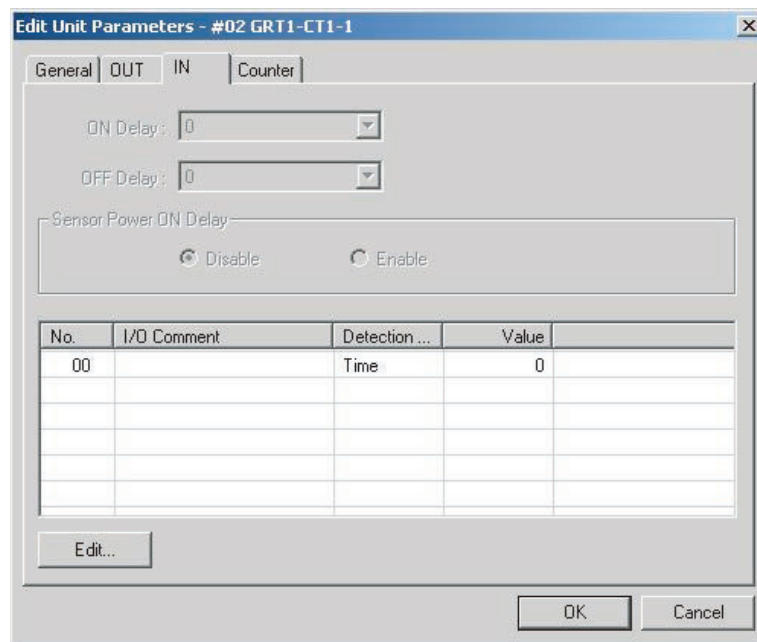 Edit Unit Parameters - #02 GRT1-CT1-1
General OUT IN Counter
ON Delay : 0
OFF Delay : 0
Sensor Power ON Delay
Disable Enable
No. I/O Comment Detection ... Value
00 Time 0
Edit...
OK Cancel